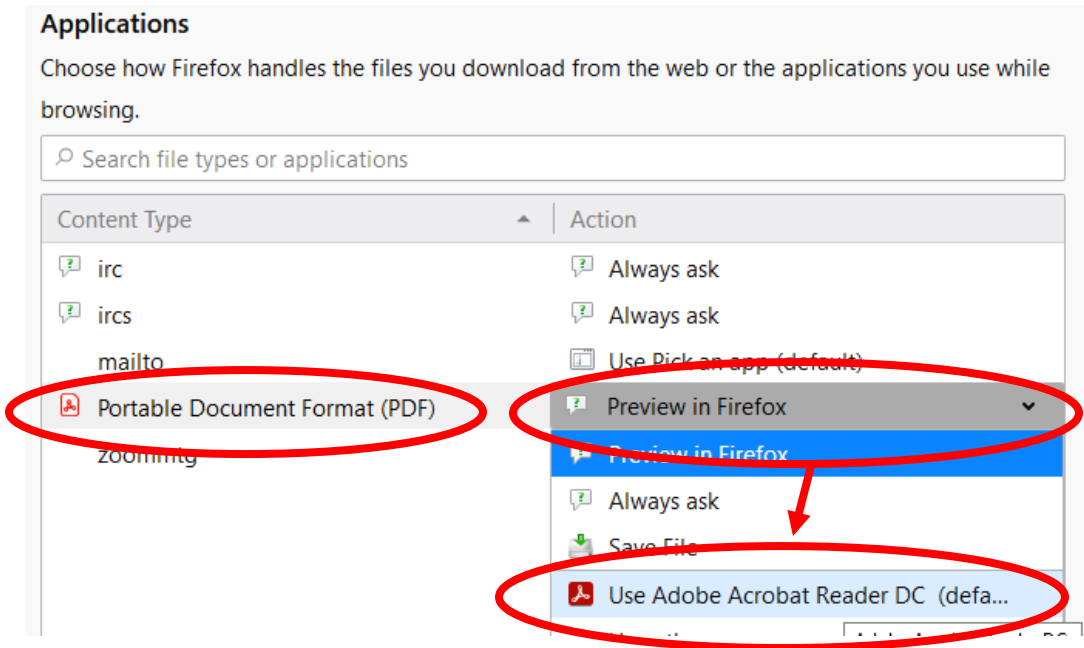 Applications
Choose how Firefox handles the files you download from the web or the applications you use while
browsing.
Search file types or applications
Content Type Action
irc Always ask
ircs Always ask
mailto Use Pick an app (default)
Portable Document Format (PDF) Preview in Firefox
zoommtg Preview in Firefox
Always ask
Save File
Use Adobe Acrobat Reader DC (defa...